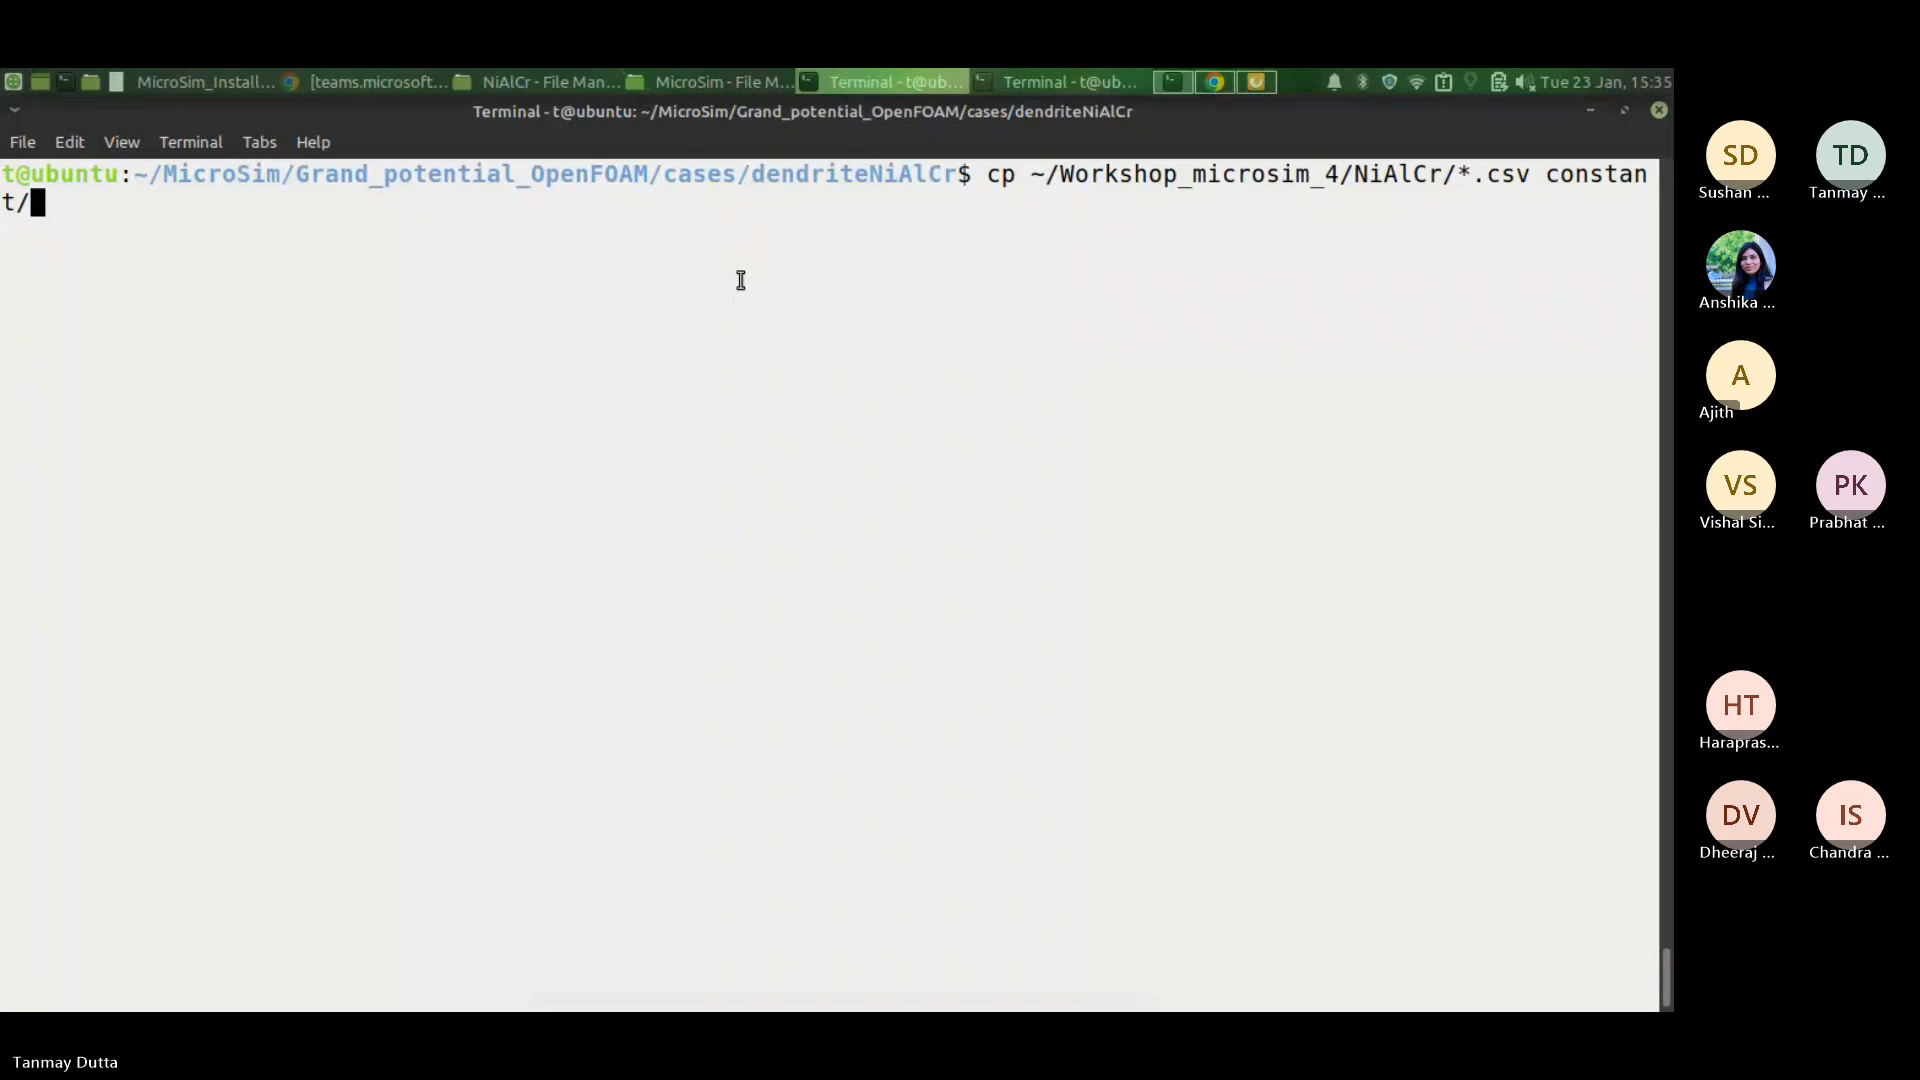 MicroSim_Install... [teams.microsoft... NiAlCr - File Man... MicroSim - File M... Terminal - t@ub... Terminal - t@ub... Tue 23 Jan, 15:35
Terminal - t@ubuntu: ~/MicroSim/Grand_potential_OpenFOAM/cases/dendriteNiAlCr
File Edit View Terminal Tabs Help
t@ubuntu:~/MicroSim/Grand_potential_OpenFOAM/cases/dendriteNiAlCr$ cp ~/Workshop_microsim_4/NiAlCr/*.csv constan
t/
SD TD
Sushan ... Tanmay ...
Anshika ...
A
Ajith
VS PK
Vishal Si... Prabhat ...
HT
Harapras...
DV IS
Dheeraj ... Chandra ...
Tanmay Dutta